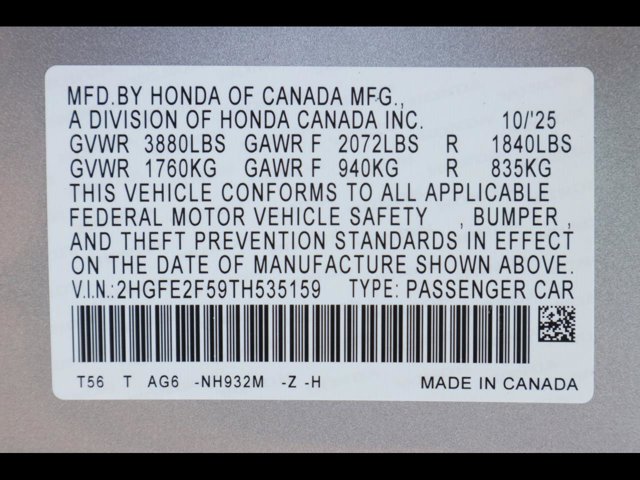 MFD.BY HONDA OF CANADA MFG.,
A DIVISION OF HONDA CANADA INC. 10/'25
GVWR 3880LBS GAWR F 2072LBS R 1840LBS
GVWR 1760KG GAWR F 940KG R 835KG
THIS VEHICLE CONFORMS TO ALL APPLICABLE
FEDERAL MOTOR VEHICLE SAFETY , BUMPER ,
AND THEFT PREVENTION STANDARDS IN EFFECT
ON THE DATE OF MANUFACTURE SHOWN ABOVE.
V.I.N.:2HGFE2F59TH535159 TYPE: PASSENGER CAR
T56 T AG6 -NH932M -Z -H MADE IN CANADA